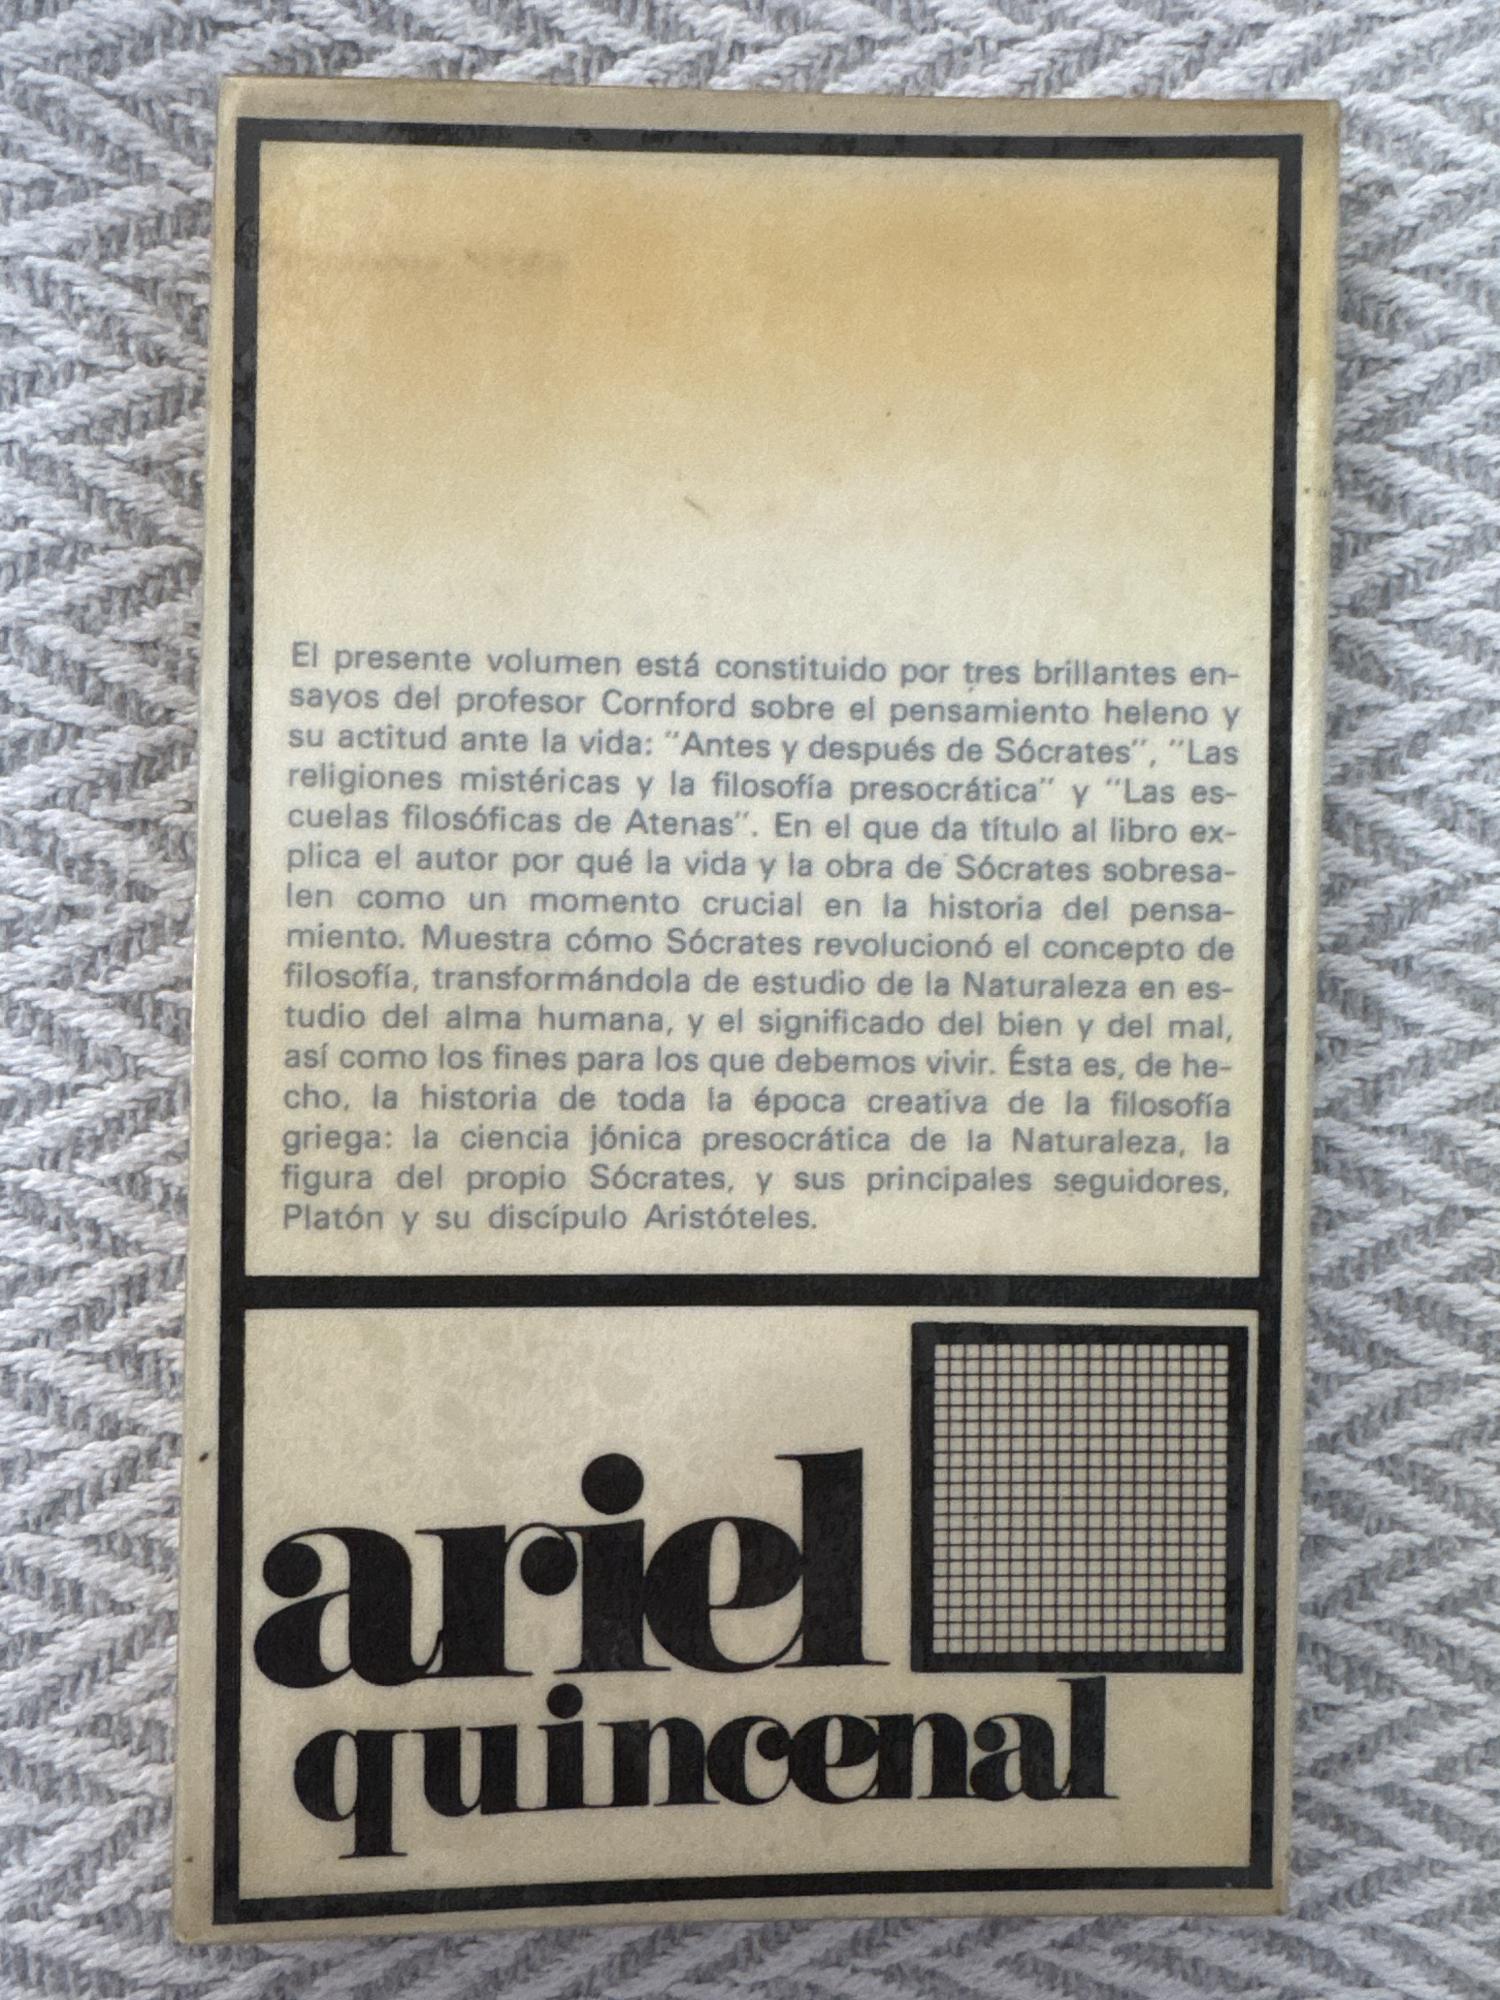 El presente volumen está constituido por tres brillantes en-
sayos del profesor Cornford sobre el pensamiento heleno y
su actitud ante la vida: "Antes y después de Sócrates", "Las
religiones mistéricas y la filosofía presocrática" y "Las es-
cuelas filosóficas de Atenas". En el que da título al libro ex-
plica el autor por qué la vida y la obra de Sócrates sobresa-
len como un momento crucial en la historia del pensa-
miento. Muestra cómo Sócrates revolucionó el concepto de
filosofía, transformándola de estudio de la Naturaleza en es-
tudio del alma humana, y el significado del bien y del mal,
así como los fines para los que debemos vivir. Ésta es, de he-
cho, la historia de toda la época creativa de la filosofía
griega: la ciencia jónica presocrática de la Naturaleza, la
figura del propio Sócrates, y sus principales seguidores,
Platón y su discípulo Aristóteles.
ariel
quincenal